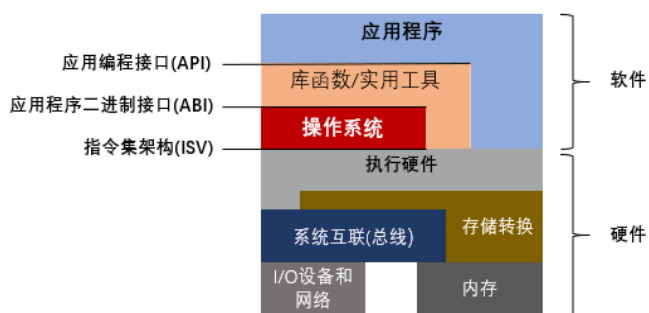 应用程序
应用编程接口(API)
库函数/实用工具
软件
应用程序二进制接口(ABI)
操作系统
指令集架构(ISV)
执行硬件
存储转换
系统互联(总线)
硬件
I/O设备和
网络
内存